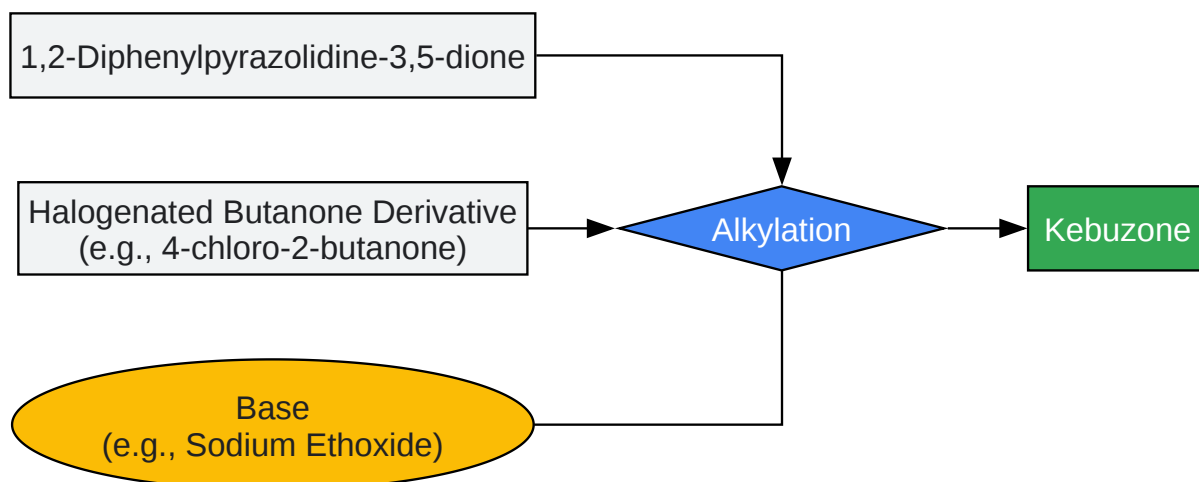 1,2-Diphenylpyrazolidine-3,5-dione
Halogenated Butanone Derivative
(e.g., 4-chloro-2-butanone)
Alkylation
Kebuzone
Base
(e.g., Sodium Ethoxide)